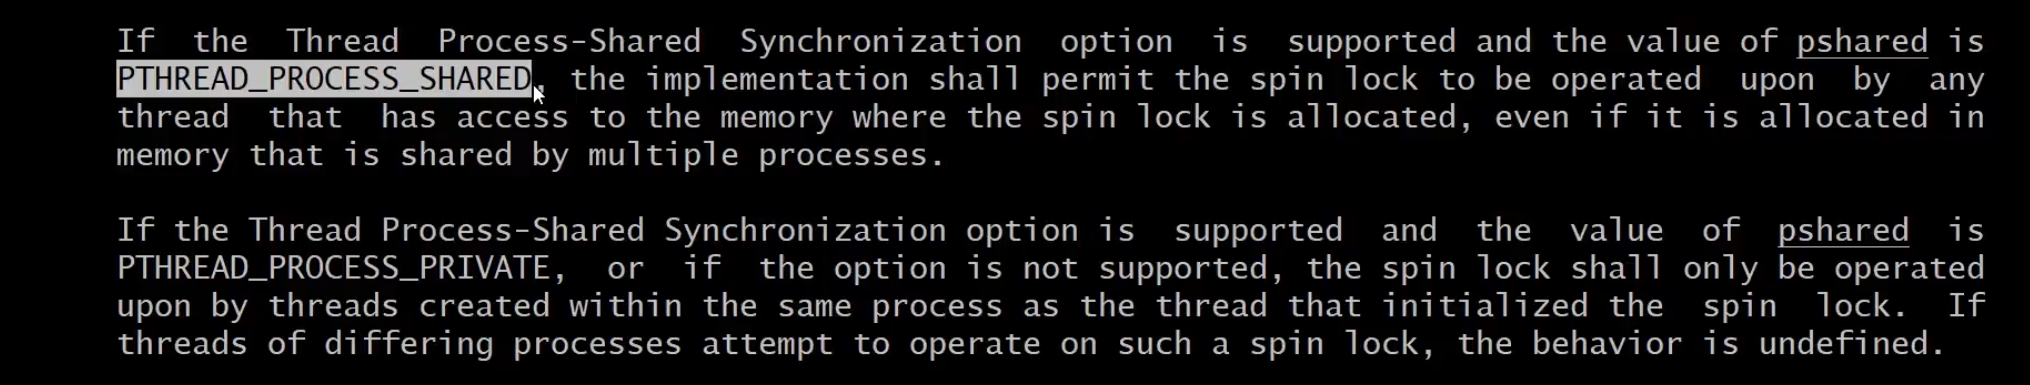 If the Thread Process-Shared Synchronization option is supported and the value of pshared is
PTHREAD_PROCESS_SHARED, the implementation shall permit the spin lock to be operated upon by any
thread that has access to the memory where the spin lock is allocated, even if it is allocated in
memory that is shared by multiple processes.
If the Thread Process-Shared Synchronization option is supported and the value of pshared is
PTHREAD_PROCESS_PRIVATE, or if the option is not supported, the spin lock shall only be operated
upon by threads created within the same process as the thread that initialized the spin lock. If
threads of differing processes attempt to operate on such a spin lock, the behavior is undefined.